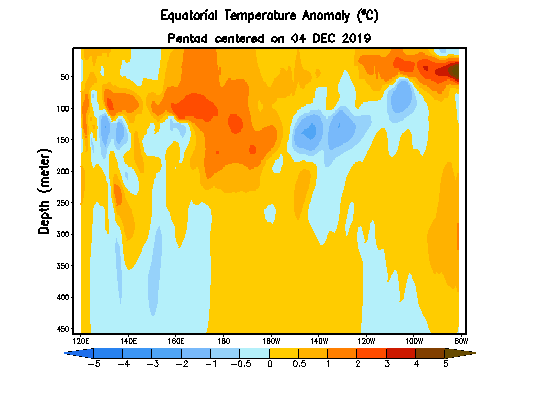 Equatorial Temperature Anomaly (°C)
Pentad centered on 04 DEC 2019
Depth (meter)
50
100
150
200
250
300
350
400
450
120E 140E 160E 180 160W 140W 120W 100W 80W
-5 -4 -3 -2 -1 -0.5 0 0.5 1 2 3 4 5